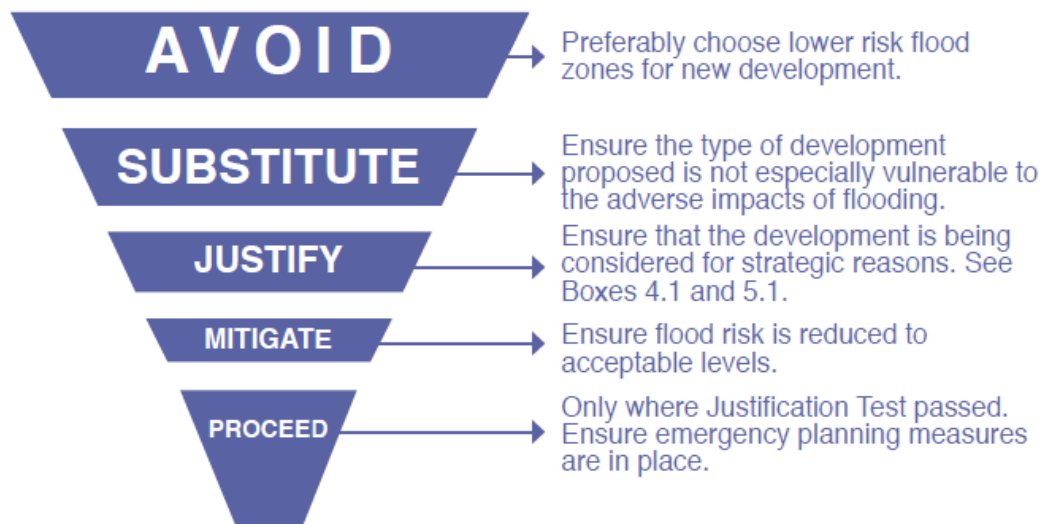 AVOID
Preferably choose lower risk flood
zones for new development.
SUBSTITUTE
Ensure the type of development
proposed is not especially vulnerable to
the adverse impacts of flooding.
JUSTIFY
Ensure that the development is being
considered for strategic reasons. See
Boxes 4.1 and 5.1.
MITIGATE
Ensure flood risk is reduced to
acceptable levels.
PROCEED
Only where Justification Test passed.
Ensure emergency planning measures
are in place.